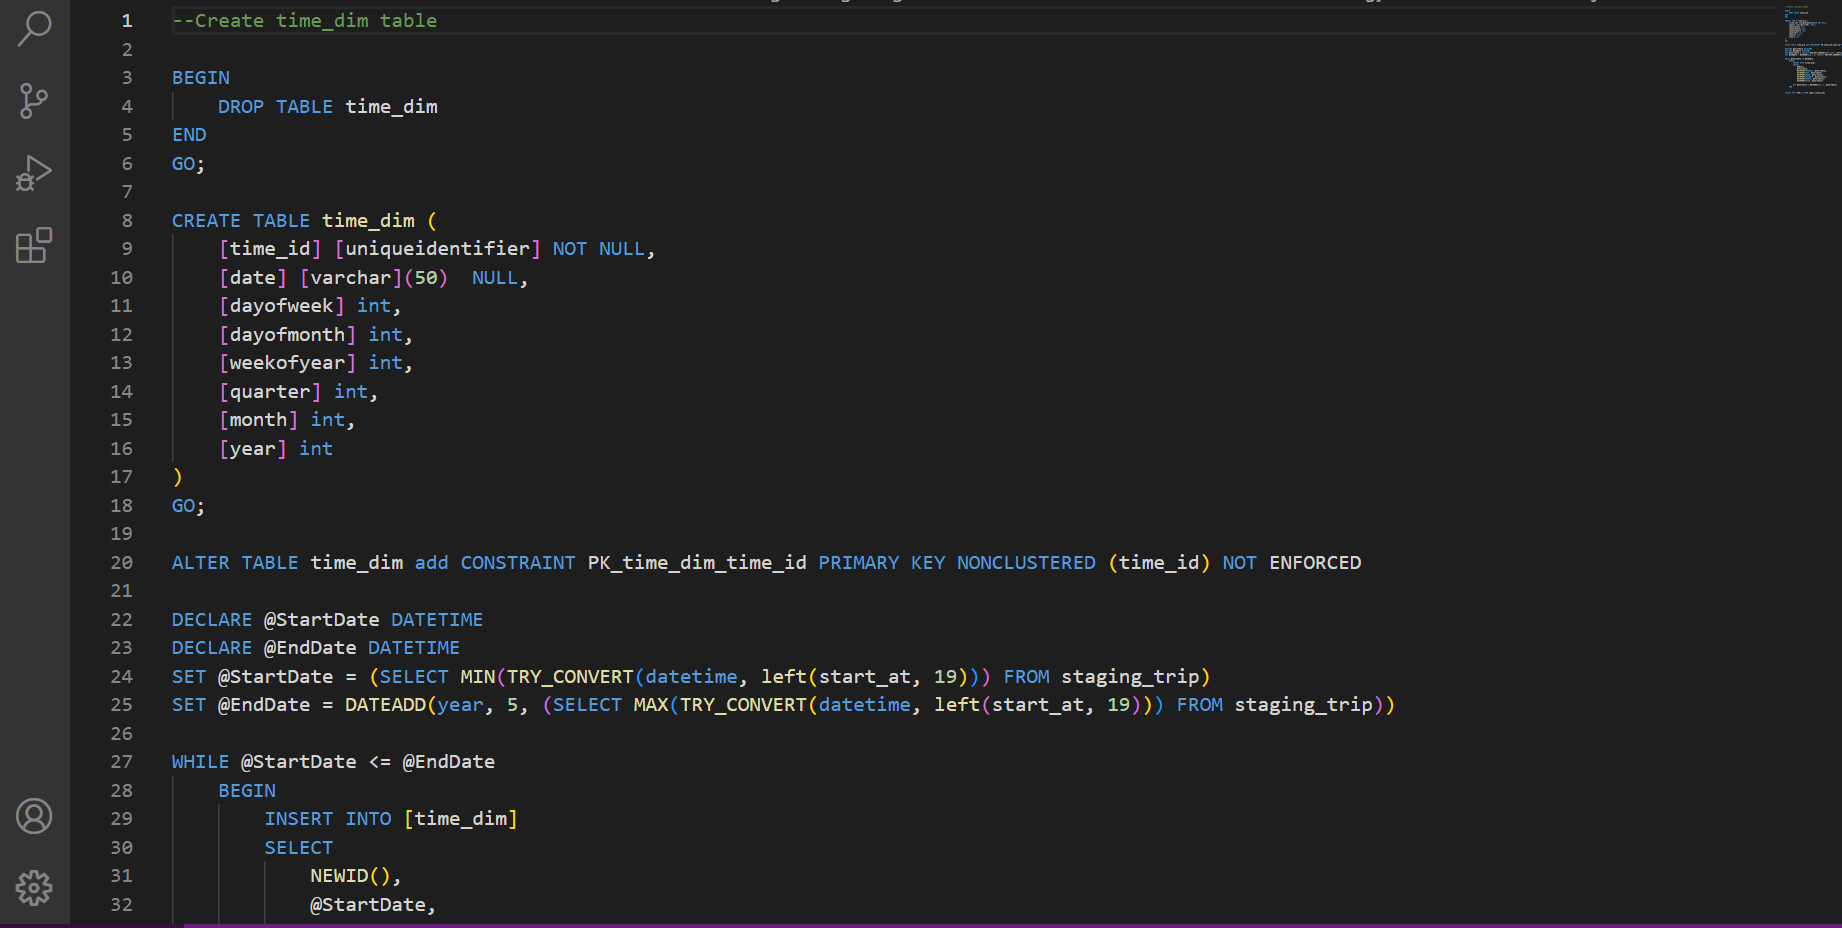 1 --Create time_dim table
2
3 BEGIN
4 DROP TABLE time_dim
5 END
6 GO;
7
8 CREATE TABLE time_dim (
9 [time_id] [uniqueidentifier] NOT NULL,
10 [date] [varchar](50)  NULL,
11 [dayofweek] int,
12 [dayofmonth] int,
13 [weekofyear] int,
14 [quarter] int,
15 [month] int,
16 [year] int
17 )
18 GO;
19
20 ALTER TABLE time_dim add CONSTRAINT PK_time_dim_time_id PRIMARY KEY NONCLUSTERED (time_id) NOT ENFORCED
21
22 DECLARE @StartDate DATETIME
23 DECLARE @EndDate DATETIME
24 SET @StartDate = (SELECT MIN(TRY_CONVERT(datetime, left(start_at, 19))) FROM staging_trip)
25 SET @EndDate = DATEADD(year, 5, (SELECT MAX(TRY_CONVERT(datetime, left(start_at, 19))) FROM staging_trip))
26
27 WHILE @StartDate <= @EndDate
28 BEGIN
29 INSERT INTO [time_dim]
30 SELECT
31 NEWID(),
32 @StartDate,